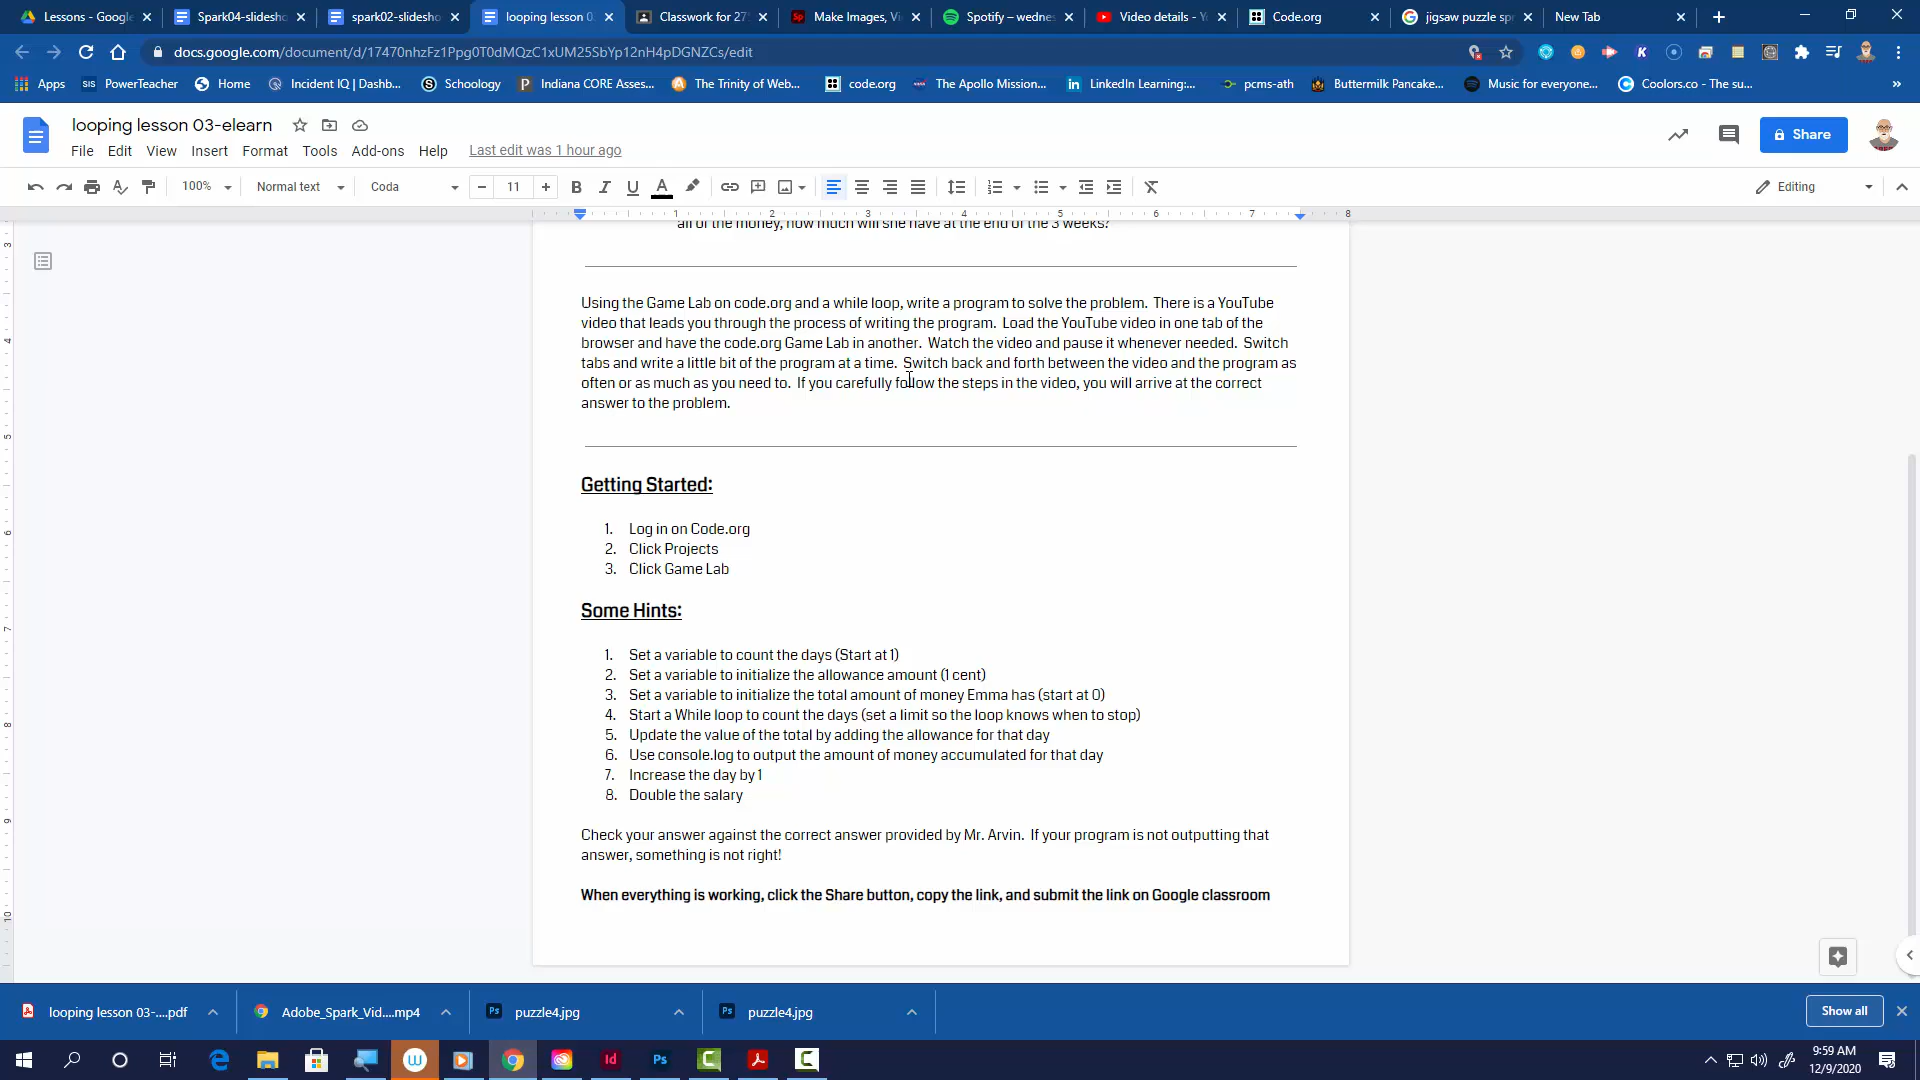 Lessons - Google
Spark04-slidesho
spark02-slidesho
looping lesson 0
Classwork for 27
Make Images, Vi
Spotify – wedne
Video details - Y
Code.org
jigsaw puzzle sp
New Tab
docs.google.com/document/d/17470nhzFz1Ppg0T0dMQzC1xUM25SbYp12nH4pDGNZCs/edit
Apps
SIS PowerTeacher
Home
Incident IQ | Dashb...
Schoology
Indiana CORE Asses...
The Trinity of Web...
code.org
The Apollo Mission...
LinkedIn Learning:...
pcms-ath
Buttermilk Pancake...
Music for everyone...
Coolors.co - The su...
looping lesson 03-elearn
Share
File Edit View Insert Format Tools Add-ons Help Last edit was 1 hour ago
100% Normal text Coda 11 Editing
1 2 3 4 5 6 7 8
all of the money, how much will she have at the end of the 3 weeks?
Using the Game Lab on code.org and a while loop, write a program to solve the problem. There is a YouTube
video that leads you through the process of writing the program. Load the YouTube video in one tab of the
browser and have the code.org Game Lab in another. Watch the video and pause it whenever needed. Switch
tabs and write a little bit of the program at a time. Switch back and forth between the video and the program as
often or as much as you need to. If you carefully follow the steps in the video, you will arrive at the correct
answer to the problem.
Getting Started:
1. Log in on Code.org
2. Click Projects
3. Click Game Lab
Some Hints:
1. Set a variable to count the days (Start at 1)
2. Set a variable to initialize the allowance amount (1 cent)
3. Set a variable to initialize the total amount of money Emma has (start at 0)
4. Start a While loop to count the days (set a limit so the loop knows when to stop)
5. Update the value of the total by adding the allowance for that day
6. Use console.log to output the amount of money accumulated for that day
7. Increase the day by 1
8. Double the salary
Check your answer against the correct answer provided by Mr. Arvin. If your program is not outputting that
answer, something is not right!
When everything is working, click the Share button, copy the link, and submit the link on Google classroom
looping lesson 03-....pdf
Adobe_Spark_Vid....mp4
puzzle4.jpg
puzzle4.jpg
Show all
9:59 AM
12/9/2020